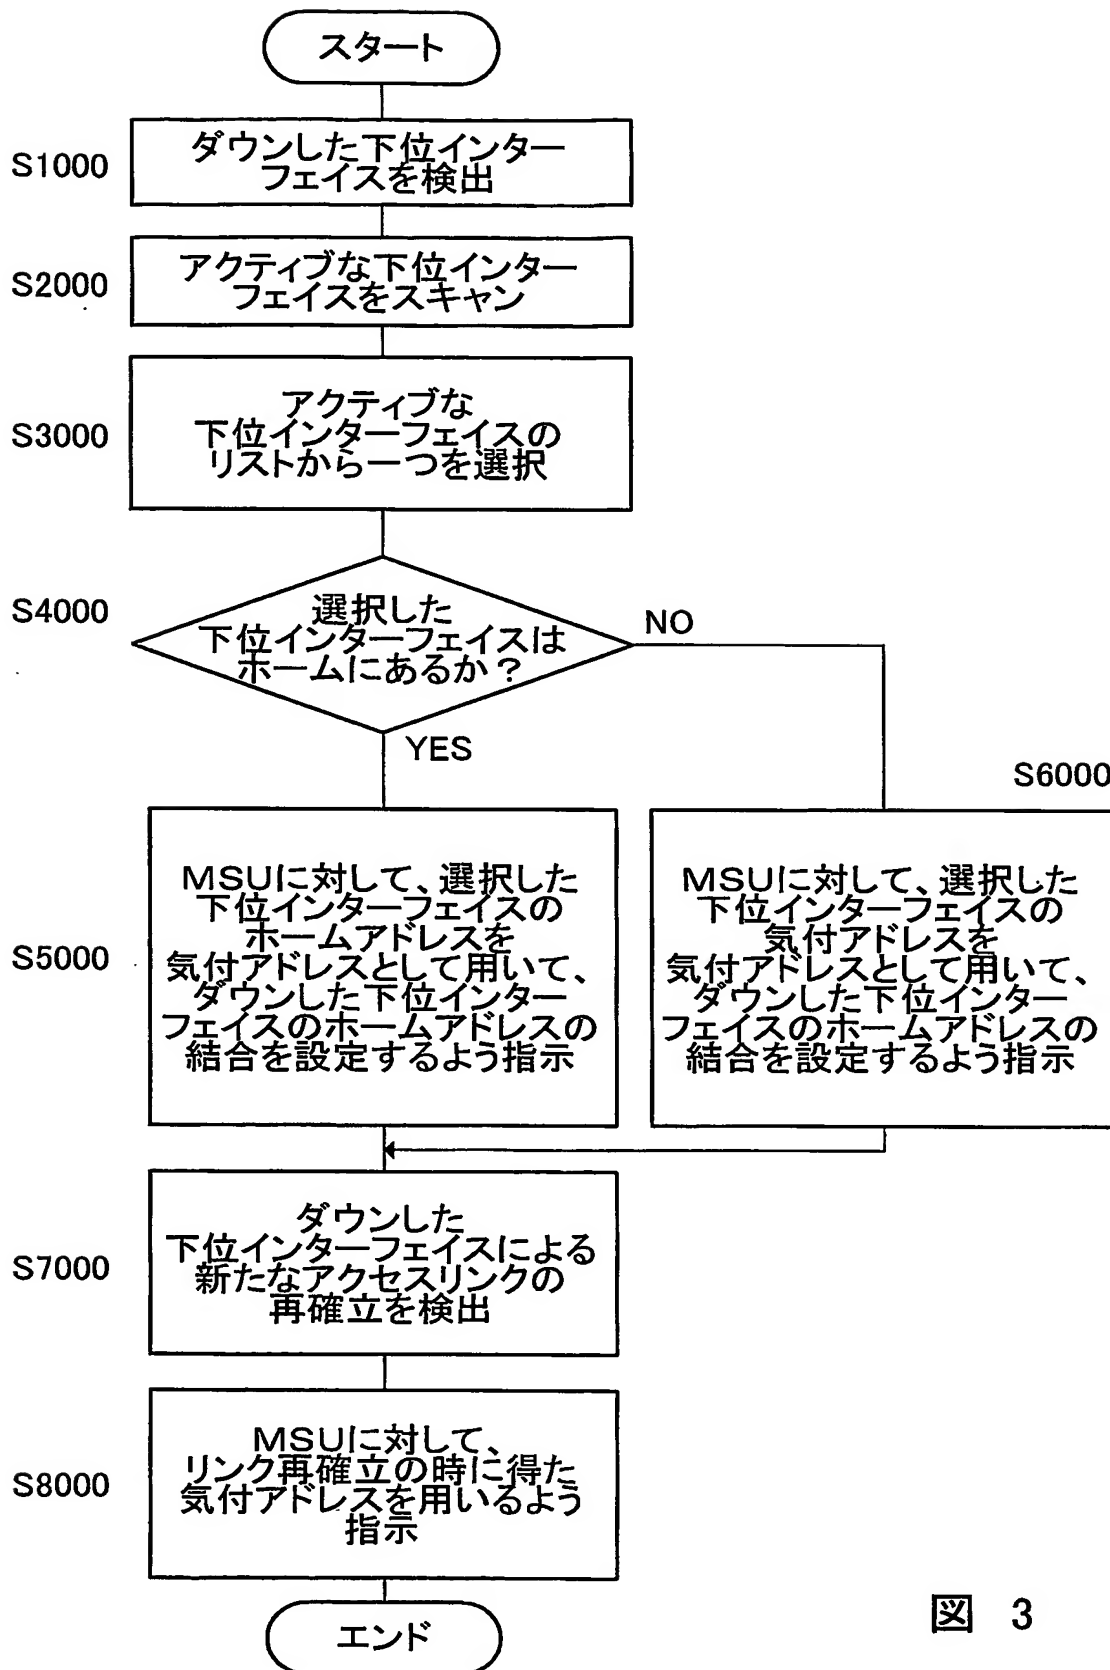 スタート
S1000
ダウンした下位インター
フェイスを検出
S2000
アクティブな下位インター
フェイスをスキャン
S3000
アクティブな
下位インターフェイスの
リストから一つを選択
S4000
選択した
下位インターフェイスは
ホームにあるか？
NO
YES
S6000
S5000
MSUに対して、選択した
下位インターフェイスの
ホームアドレスを
気付アドレスとして用いて、
ダウンした下位インター
フェイスのホームアドレスの
結合を設定するよう指示
MSUに対して、選択した
下位インターフェイスの
気付アドレスを
気付アドレスとして用いて、
ダウンした下位インター
フェイスのホームアドレスの
結合を設定するよう指示
S7000
ダウンした
下位インターフェイスによる
新たなアクセスリンクの
再確立を検出
S8000
MSUに対して、
リンク再確立の時に得た
気付アドレスを用いるよう
指示
エンド
図 3